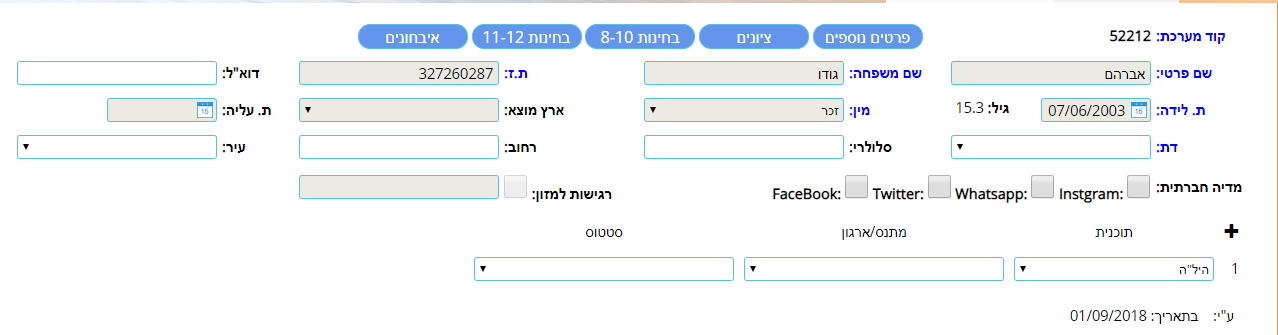 קוד מערכת: 52212 פרטים נוספים ציונים בחינות 8-10 בחינות 11-12 איבחונים
שם פרטי: אברהם שם משפחה: גודו ת.ז: 327260287 דוא"ל:
ת. לידה: 07/06/2003 גיל: 15.3 מין: זכר ארץ מוצא: ת. עליה:
דת: סלולרי: רחוב: עיר:
מדיה חברתית: Instgram: Whatsapp: Twitter: FaceBook: רגישות למזון:
+ תוכנית מתנס/ארגון סטטוס
1 היל"ה
ע"י: בתאריך: 01/09/2018